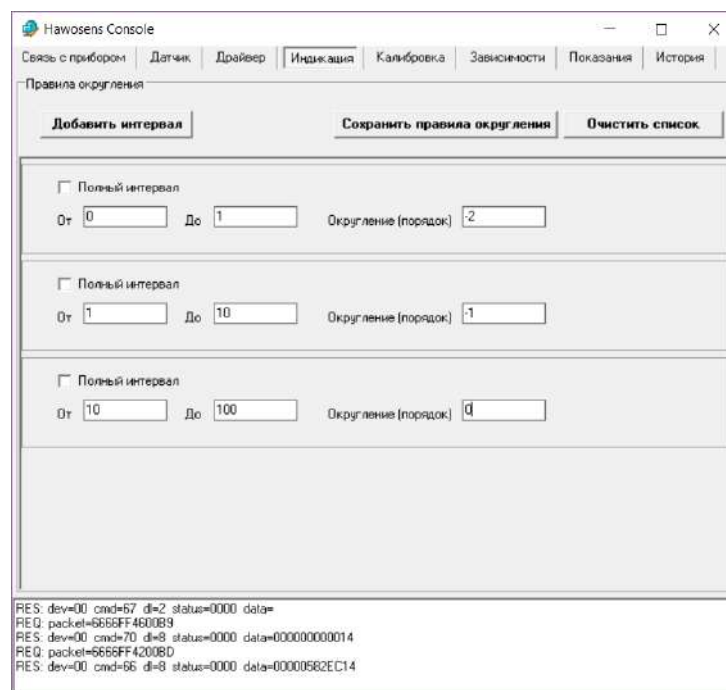 Hawosens Console
Связь с прибором Датчик Драйвер Индикация Калибровка Зависимости Показания История
Правила округления
Добавить интервал Сохранить правила округления Очистить список
Полный интервал
От 0 До 1 Округление (порядок) -2
Полный интервал
От 1 До 10 Округление (порядок) -1
Полный интервал
От 10 До 100 Округление (порядок) 0
RES: dev=00 cmd=67 dl=2 status=0000 data=
REQ: packet=6666FF4600B9
RES: dev=00 cmd=70 dl=8 status=0000 data=000000000014
REQ: packet=6666FF4200BD
RES: dev=00 cmd=66 dl=8 status=0000 data=00000582EC14